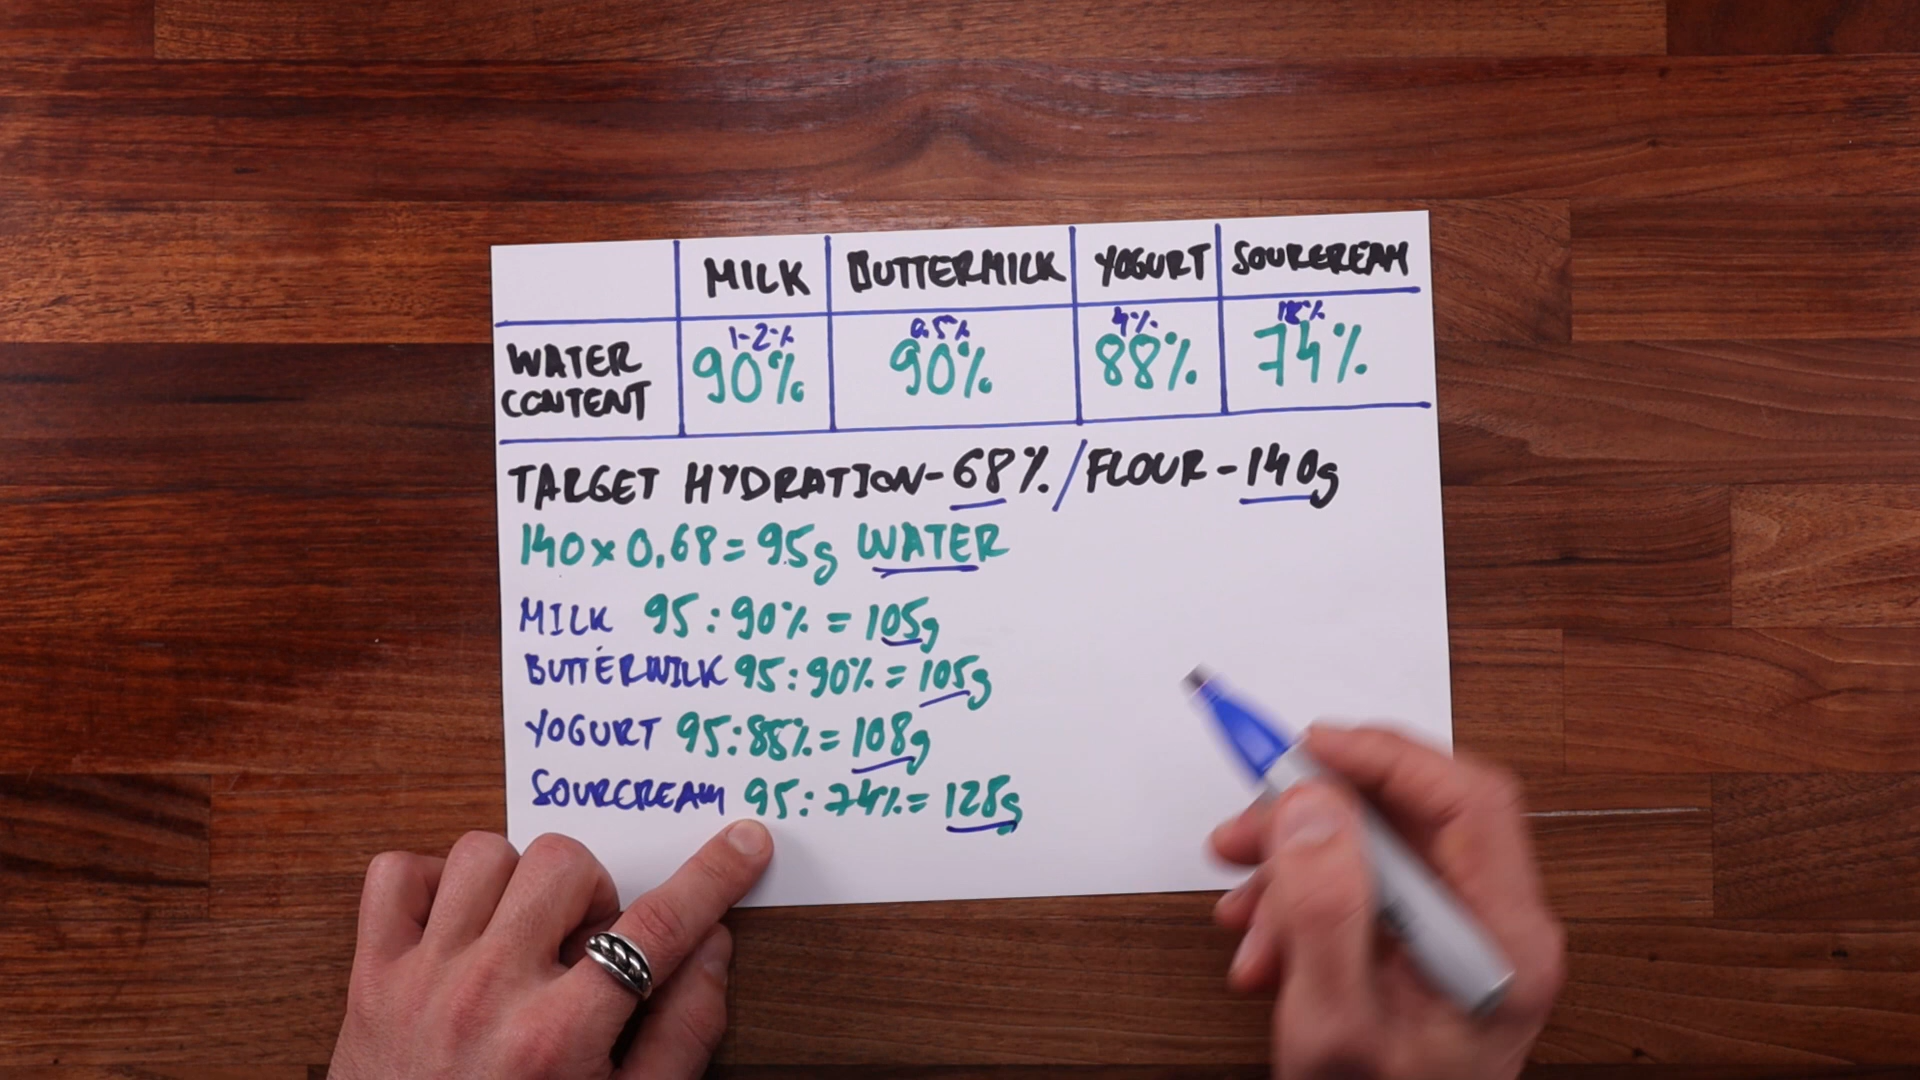 MILK BUTTERMILK YOGURT SOURCREAM
1-2% 0.5% 4% 18%
WATER CONTENT 90% 90% 88% 74%
TARGET HYDRATION-68% / FLOUR-140g
140x0,68=95g WATER
MILK 95:90% = 105g
BUTTERMILK 95:90% = 105g
YOGURT 95:88% = 108g
SOURCREAM 95:74% = 128g